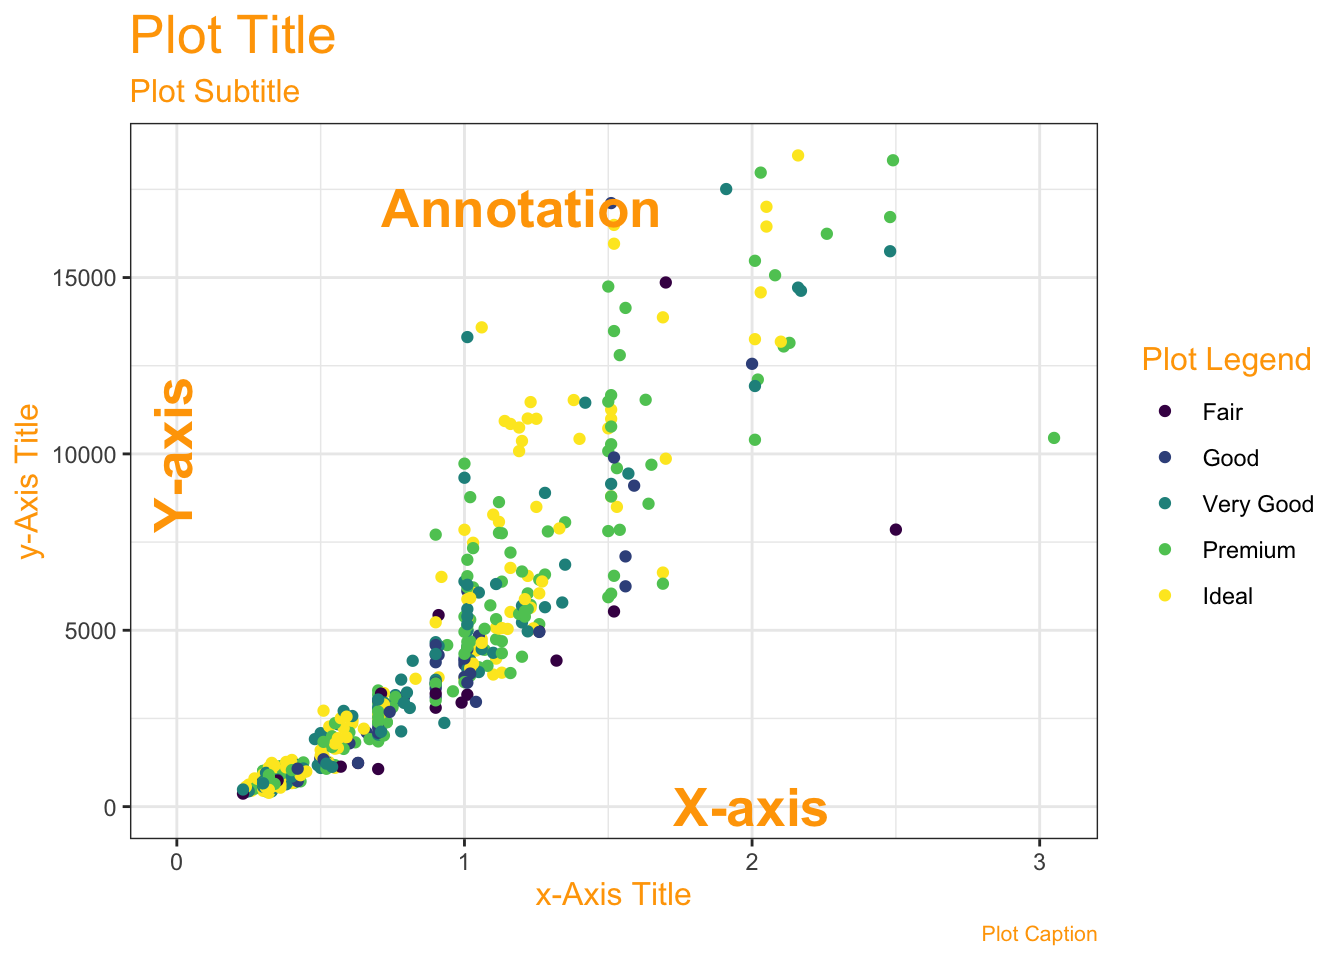 Plot Title
Plot Subtitle
Annotation
Y-axis
X-axis
y-Axis Title
15000
10000
5000
0
0 1 2 3
x-Axis Title
Plot Caption
Plot Legend
Fair
Good
Very Good
Premium
Ideal